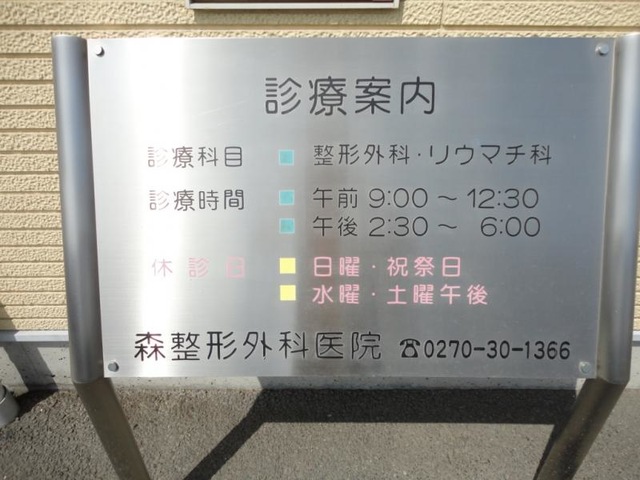 診療案内
診療科目 整形外科・リウマチ科
診療時間 午前 9:00〜12:30
午後 2:30〜 6:00
休診日 日曜・祝祭日
水曜・土曜午後
森整形外科医院 ☎0270-30-1366